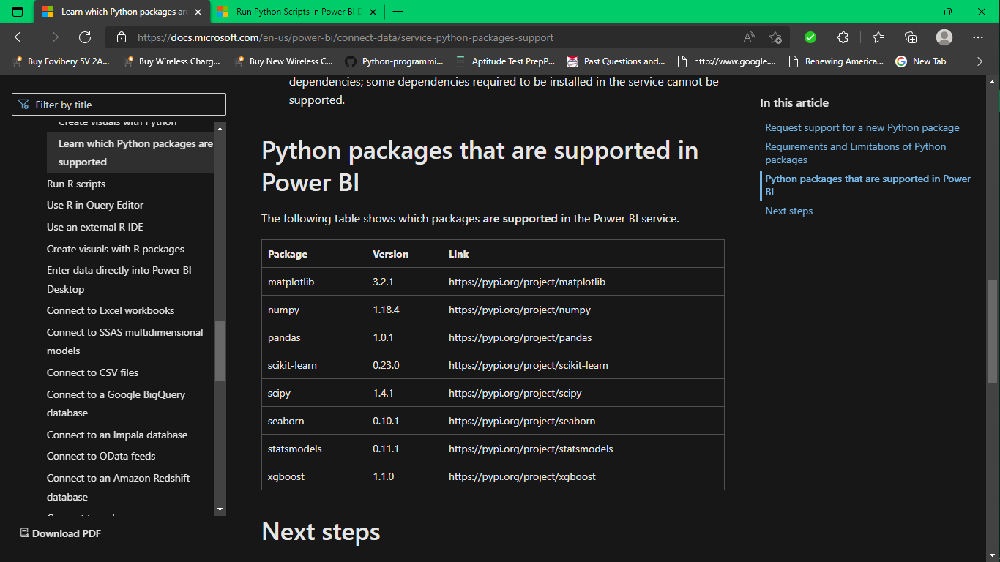 Learn which Python packages are
Run Python Scripts in Power BI D
https://docs.microsoft.com/en-us/power-bi/connect-data/service-python-packages-support
Buy Fovibery 5V 2A...
Buy Wireless Charg...
Buy New Wireless C...
Python-programmi...
Aptitude Test PrepP...
Past Questions and...
http://www.google....
Renewing America...
New Tab
Filter by title
Create visuals with Python
Learn which Python packages are
supported
Run R scripts
Use R in Query Editor
Use an external R IDE
Create visuals with R packages
Enter data directly into Power BI
Desktop
Connect to Excel workbooks
Connect to SSAS multidimensional
models
Connect to CSV files
Connect to a Google BigQuery
database
Connect to an Impala database
Connect to OData feeds
Connect to an Amazon Redshift
database
Download PDF
dependencies; some dependencies required to be installed in the service cannot be
supported.
Python packages that are supported in
Power BI
The following table shows which packages are supported in the Power BI service.
Package Version Link
matplotlib 3.2.1 https://pypi.org/project/matplotlib
numpy 1.18.4 https://pypi.org/project/numpy
pandas 1.0.1 https://pypi.org/project/pandas
scikit-learn 0.23.0 https://pypi.org/project/scikit-learn
scipy 1.4.1 https://pypi.org/project/scipy
seaborn 0.10.1 https://pypi.org/project/seaborn
statsmodels 0.11.1 https://pypi.org/project/statsmodels
xgboost 1.1.0 https://pypi.org/project/xgboost
Next steps
In this article
Request support for a new Python package
Requirements and Limitations of Python
packages
Python packages that are supported in Power
BI
Next steps